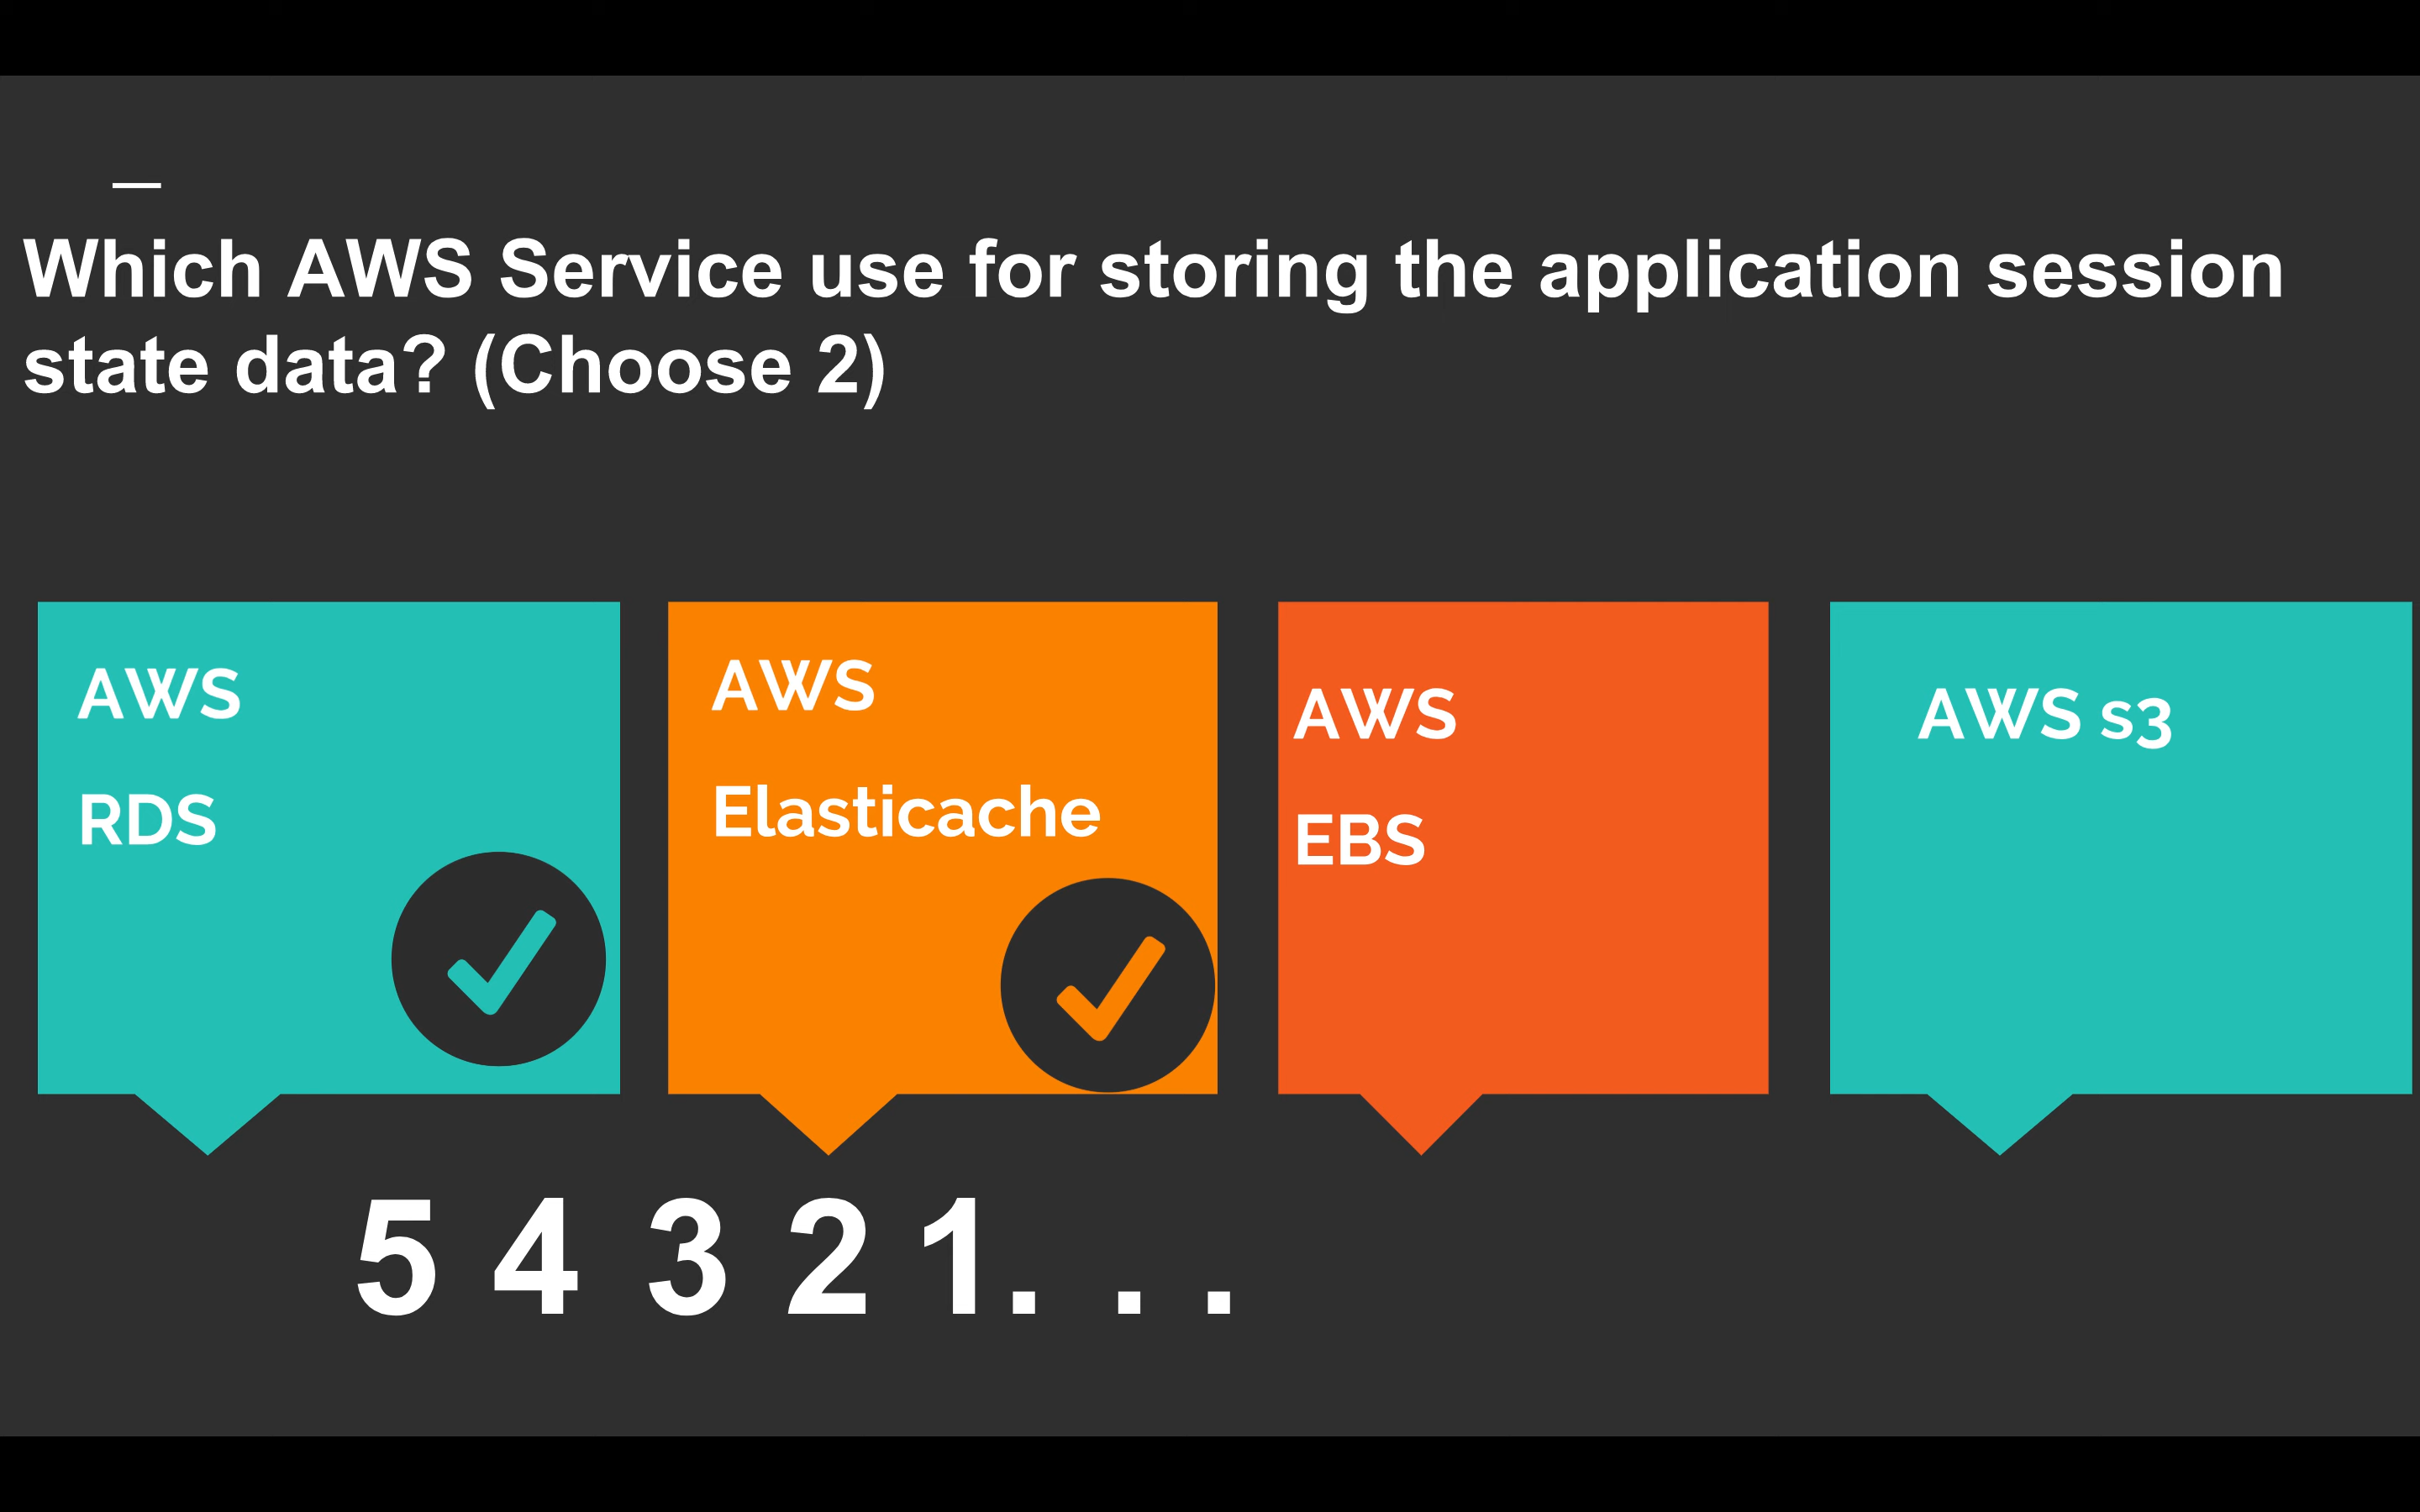 Which AWS Service use for storing the application session
state data? (Choose 2)
AWS
RDS
AWS
Elasticache
AWS
EBS
AWS s3
5 4 3 2 1. . .